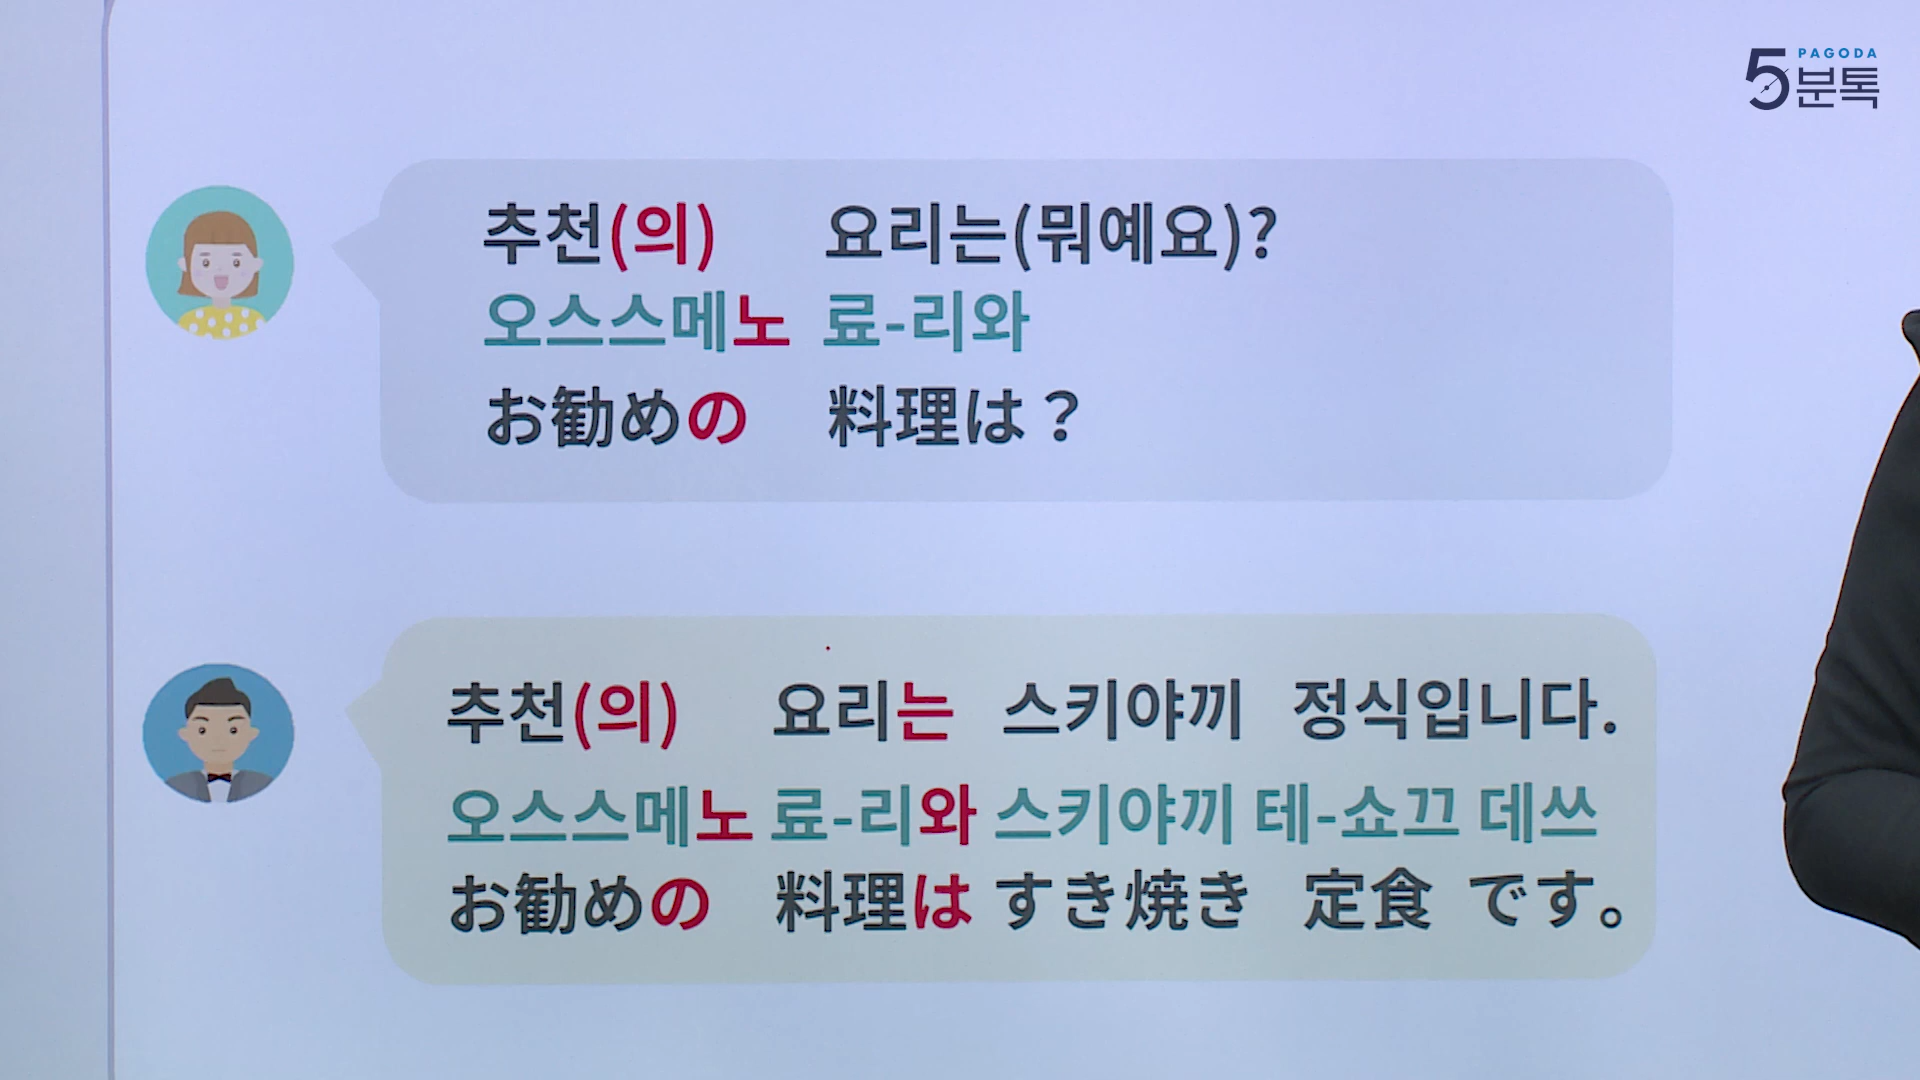 PAGODA
5분톡
추천(의) 요리는(뭐예요)?
오스스메노 료-리와
お勧めの 料理は？
추천(의) 요리는 스키야끼 정식입니다.
오스스메노 료-리와 스키야끼 테-쇼끄 데쓰
お勧めの 料理は すき焼き 定食 です。